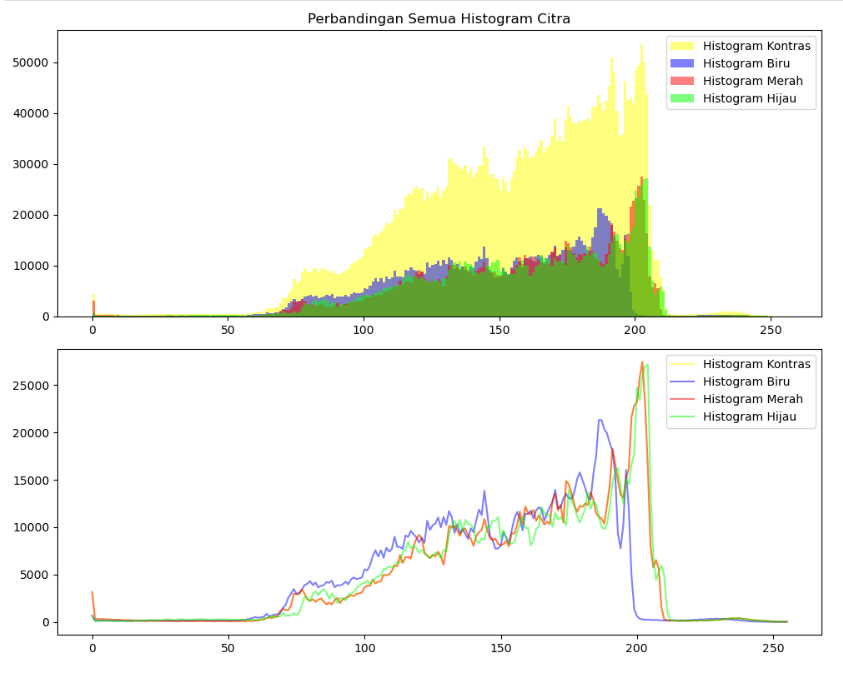 Perbandingan Semua Histogram Citra
Histogram Kontras
Histogram Biru
Histogram Merah
Histogram Hijau
50000
40000
30000
20000
10000
0
0 50 100 150 200 250
Histogram Kontras
Histogram Biru
Histogram Merah
Histogram Hijau
25000
20000
15000
10000
5000
0
0 50 100 150 200 250